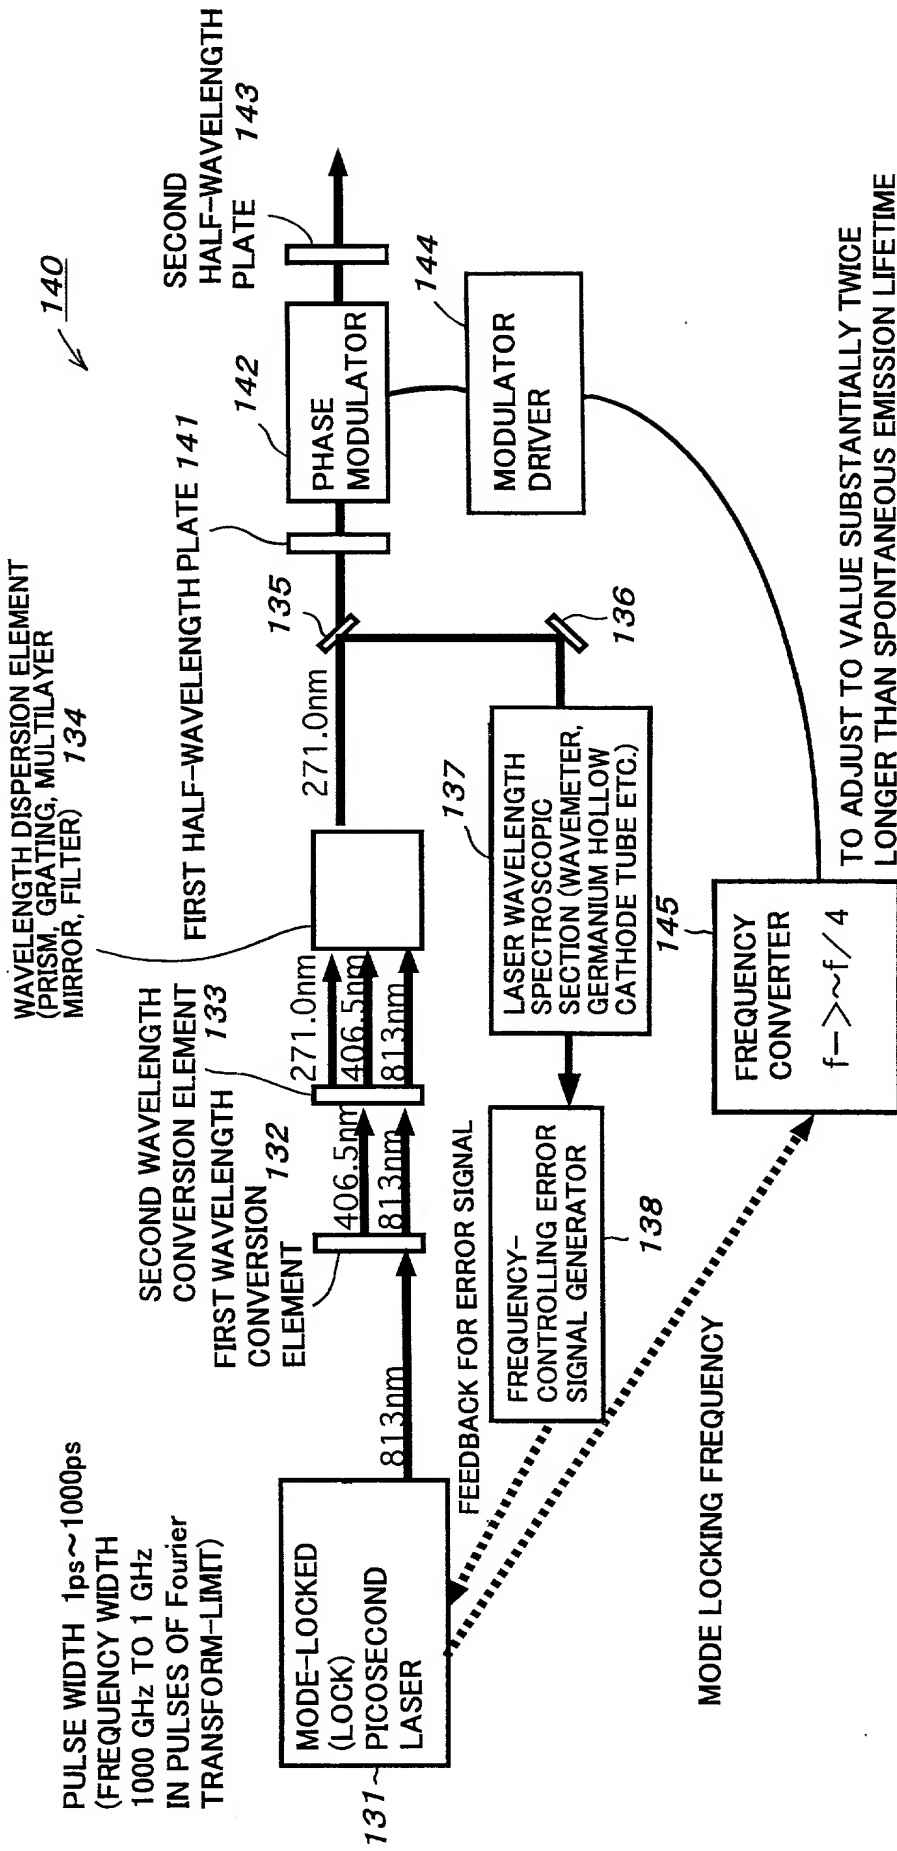 140
PULSE WIDTH 1ps~1000ps
(FREQUENCY WIDTH
1000 GHz TO 1 GHz
IN PULSES OF Fourier
TRANSFORM-LIMIT)
MODE-LOCKED
(LOCK)
PICOSECOND
LASER
131
813nm
FIRST WAVELENGTH
CONVERSION
ELEMENT
132
406.5nm
813nm
SECOND WAVELENGTH
CONVERSION ELEMENT
133
271.0nm
406.5nm
813nm
WAVELENGTH DISPERSION ELEMENT
(PRISM, GRATING, MULTILAYER
MIRROR, FILTER)
134
271.0nm
135
136
FIRST HALF-WAVELENGTH PLATE 141
PHASE
MODULATOR
142
SECOND
HALF-WAVELENGTH
PLATE
143
MODULATOR
DRIVER
144
LASER WAVELENGTH
SPECTROSCOPIC
SECTION (WAVEMETER,
GERMANIUM HOLLOW
CATHODE TUBE ETC.)
137
FREQUENCY-
CONTROLLING ERROR
SIGNAL GENERATOR
138
FEEDBACK FOR ERROR SIGNAL
MODE LOCKING FREQUENCY
145
FREQUENCY
CONVERTER
f->~f/4
TO ADJUST TO VALUE SUBSTANTIALLY TWICE
LONGER THAN SPONTANEOUS EMISSION LIFETIME